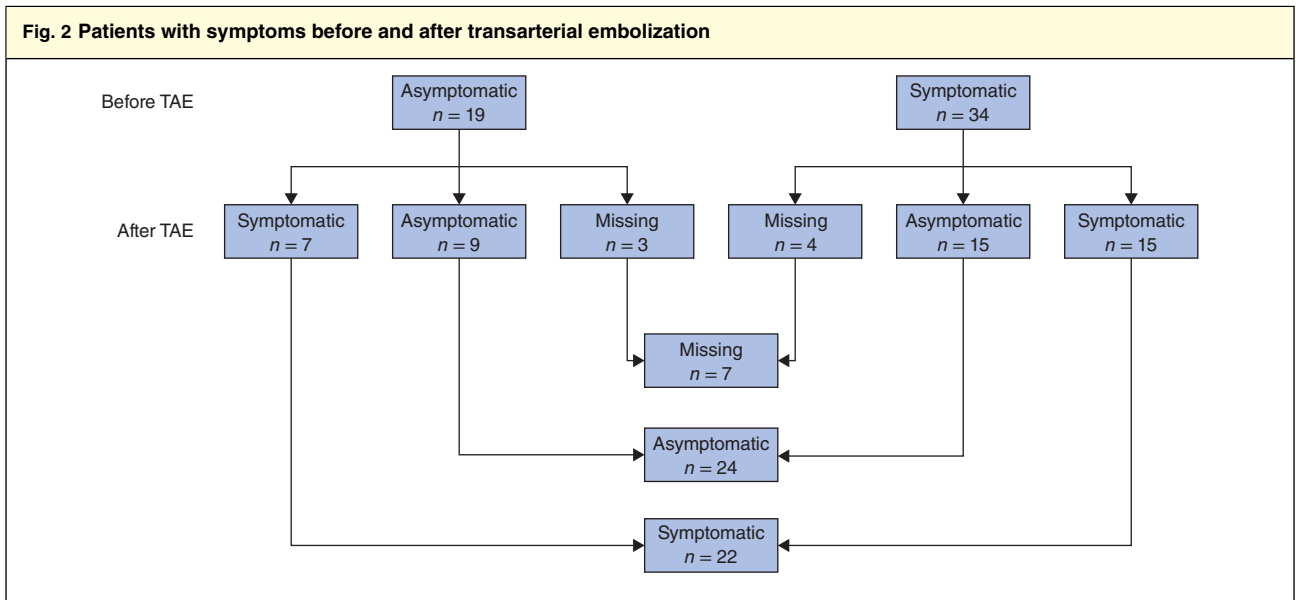 Fig. 2 Patients with symptoms before and after transarterial embolization
Before TAE
Asymptomatic
n = 19
Symptomatic
n = 34
After TAE
Symptomatic
n = 7
Asymptomatic
n = 9
Missing
n = 3
Missing
n = 4
Asymptomatic
n = 15
Symptomatic
n = 15
Missing
n = 7
Asymptomatic
n = 24
Symptomatic
n = 22